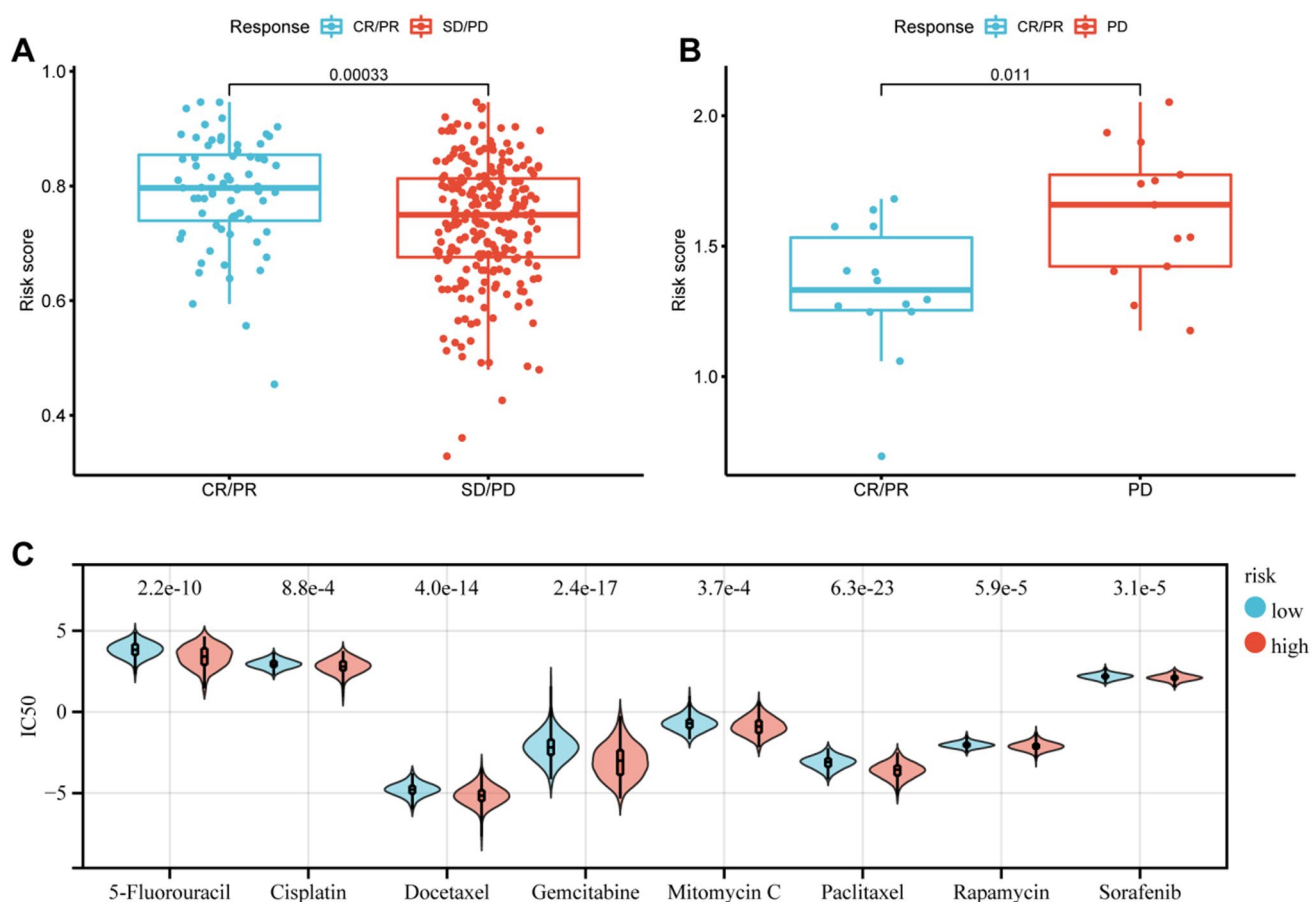 A
Response CR/PR SD/PD
0.00033
1.0
0.8
0.6
0.4
Risk score
CR/PR SD/PD
B
Response CR/PR PD
0.011
2.0
1.5
1.0
Risk score
CR/PR PD
C
2.2e-10 8.8e-4 4.0e-14 2.4e-17 3.7e-4 6.3e-23 5.9e-5 3.1e-5
5
0
−5
IC50
5-Fluorouracil Cisplatin Docetaxel Gemcitabine Mitomycin C Paclitaxel Rapamycin Sorafenib
risk
low
high